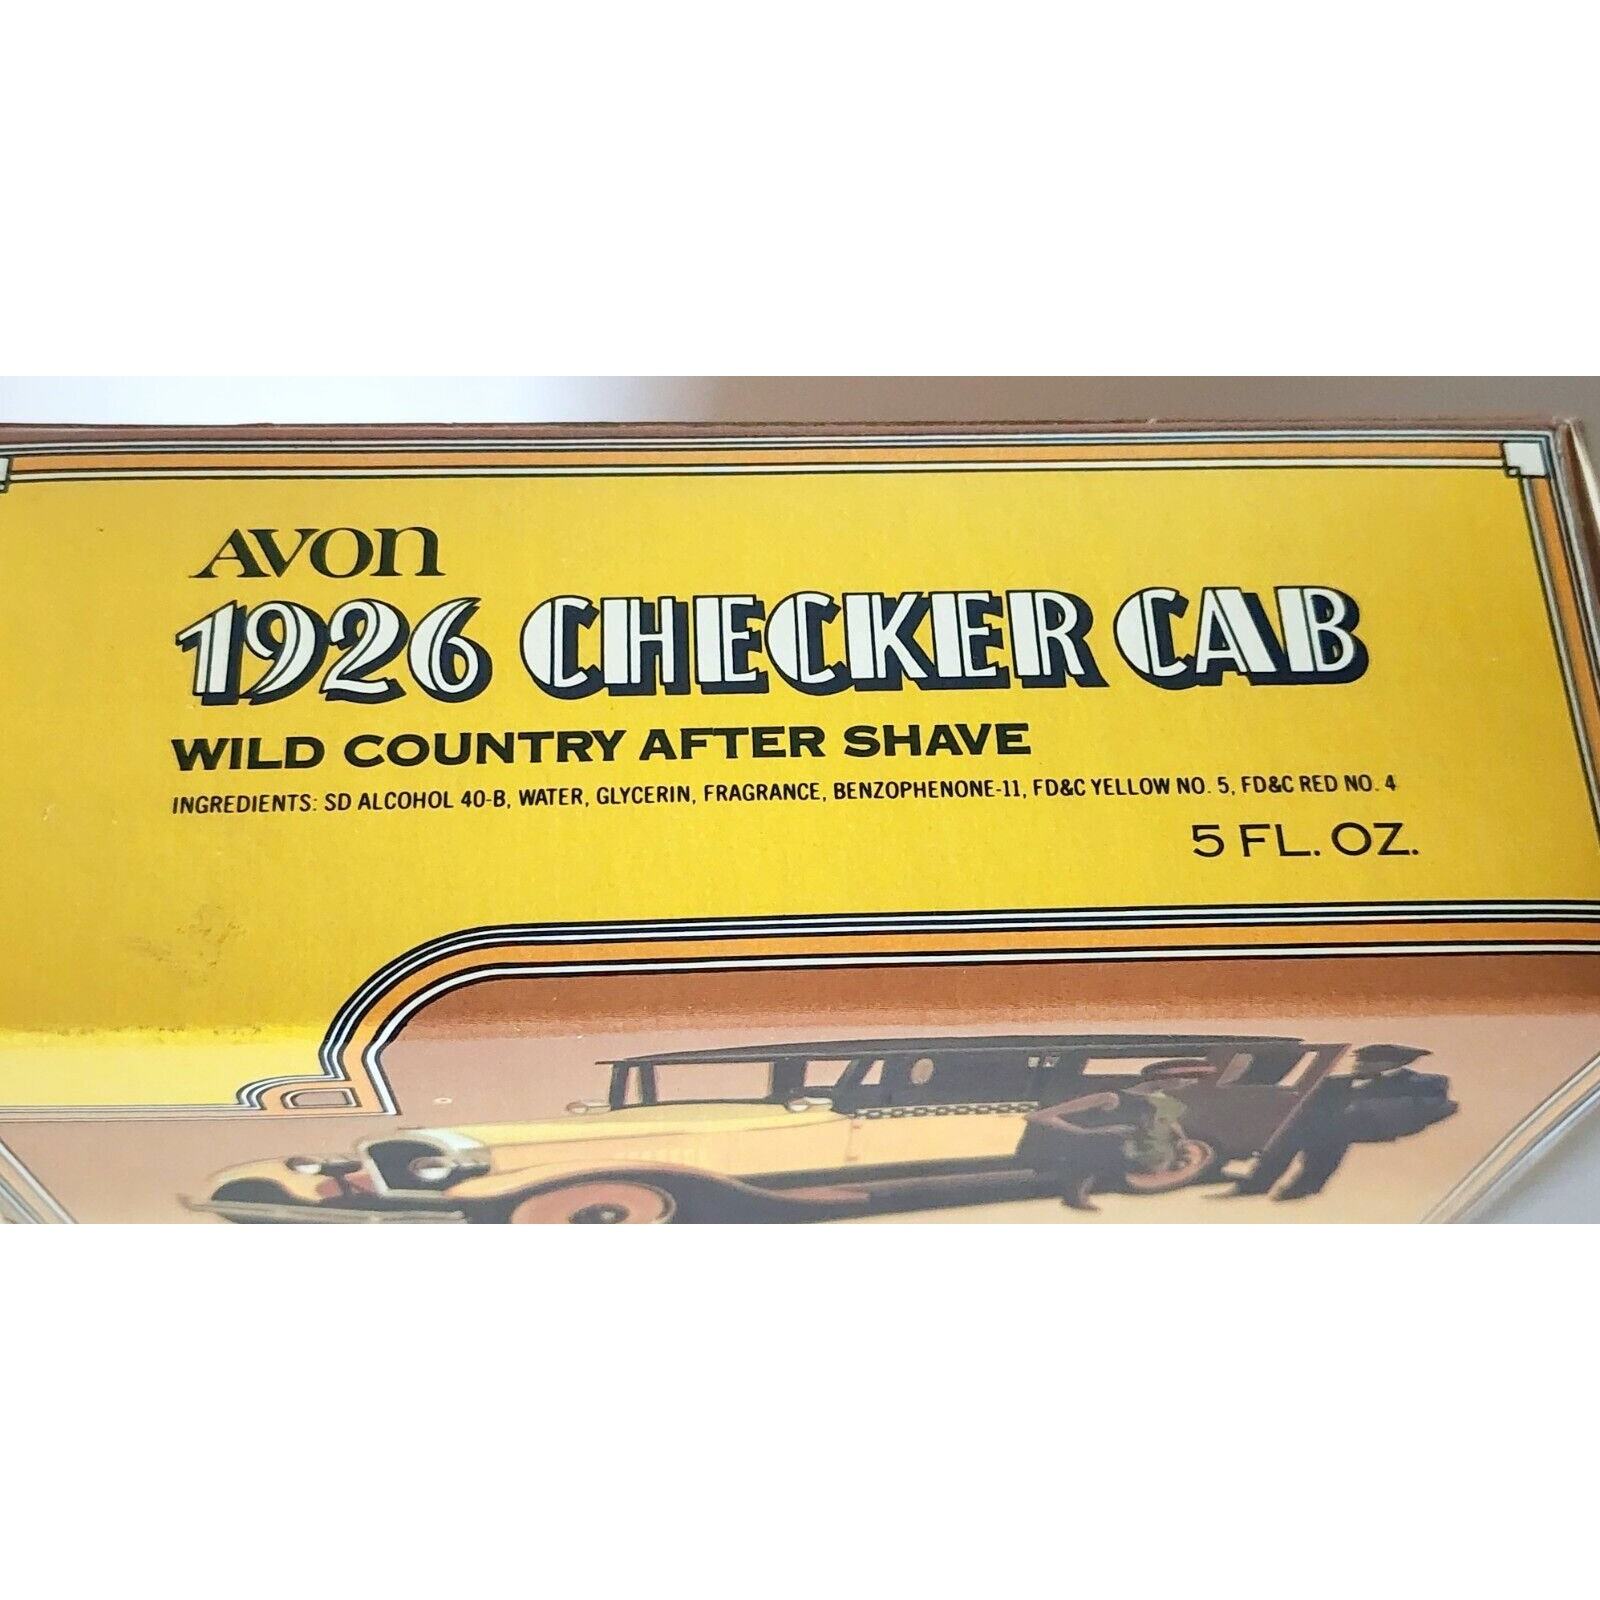 AVON
1926 CHECKER CAB
WILD COUNTRY AFTER SHAVE
INGREDIENTS: SD ALCOHOL 40-B, WATER, GLYCERIN, FRAGRANCE, BENZOPHENONE-11, FD&C YELLOW NO. 5, FD&C RED NO. 4
5 FL. OZ.